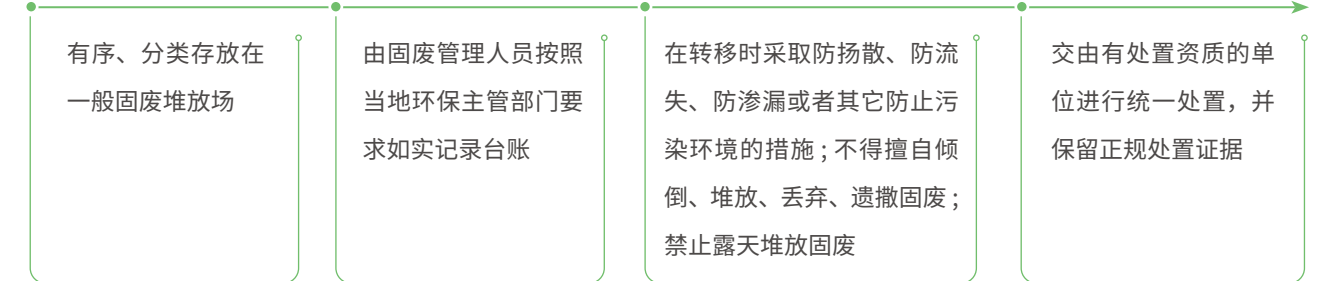 有序、分类存放在
一般固废堆放场
由固废管理人员按照
当地环保主管部门要
求如实记录台账
在转移时采取防扬散、防流
失、防渗漏或者其它防止污
染环境的措施；不得擅自倾
倒、堆放、丢弃、遗撒固废；
禁止露天堆放固废
交由有处置资质的单
位进行统一处置，并
保留正规处置证据